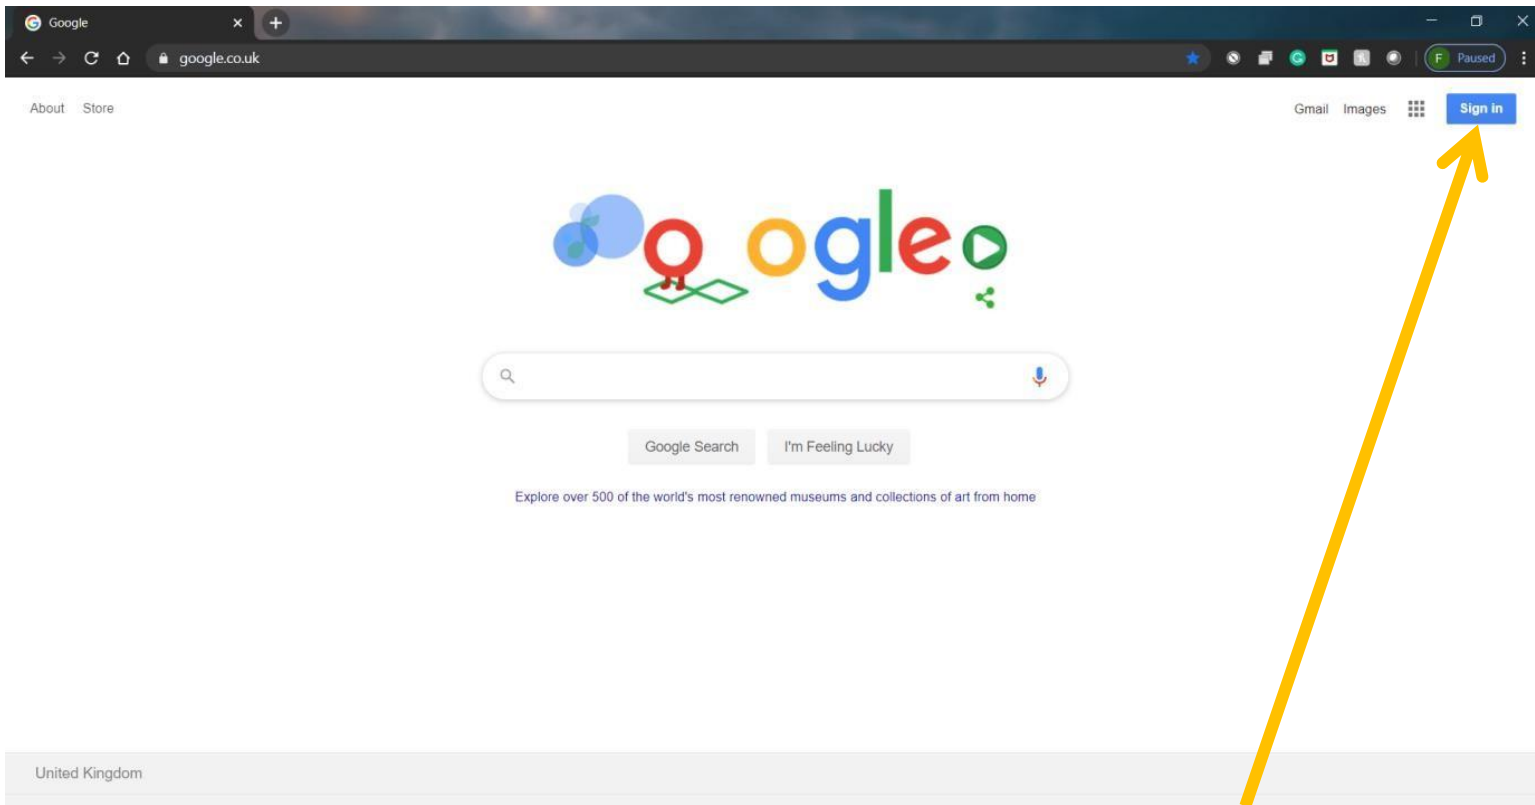 Google
google.co.uk
F Paused
About Store
Gmail Images Sign in
ogle
Google Search I'm Feeling Lucky
Explore over 500 of the world's most renowned museums and collections of art from home
United Kingdom